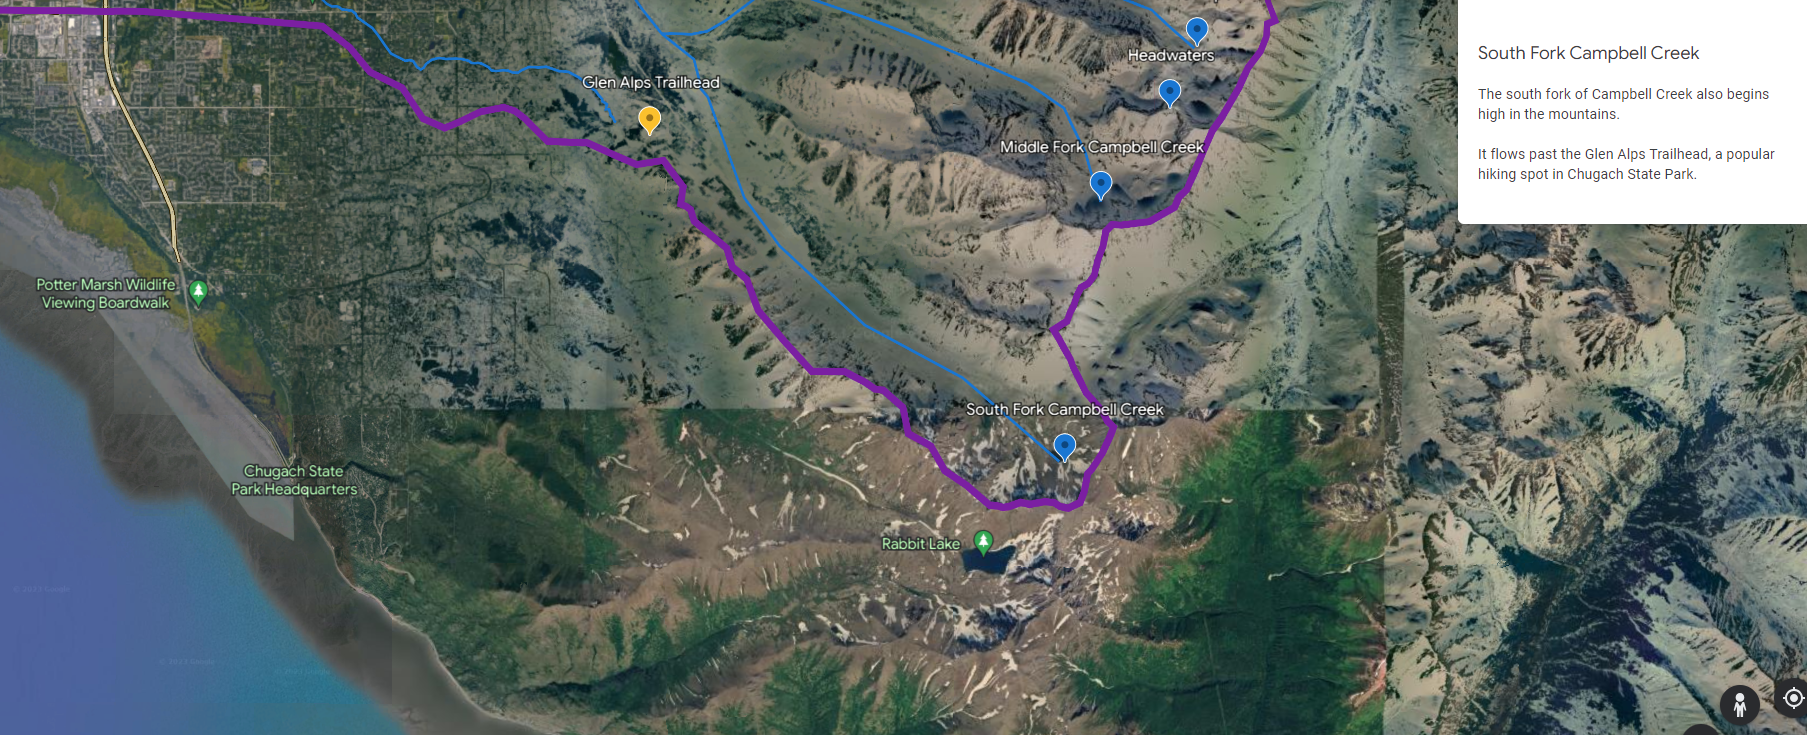 South Fork Campbell Creek
The south fork of Campbell Creek also begins
high in the mountains.
It flows past the Glen Alps Trailhead, a popular
hiking spot in Chugach State Park.
Headwaters
Glen Alps Trailhead
Middle Fork Campbell Creek
Potter Marsh Wildlife
Viewing Boardwalk
South Fork Campbell Creek
Chugach State
Park Headquarters
Rabbit Lake